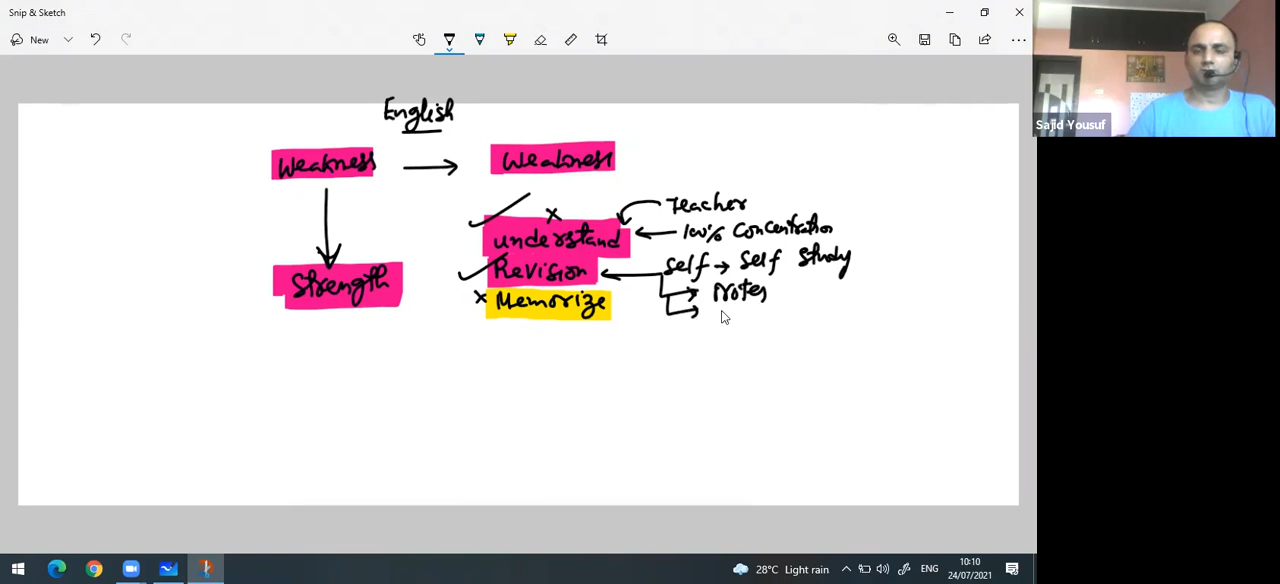 Snip & Sketch
New
English
Weakness → Weakness
Teacher
understand
100% Concentration
Strength
Revision
Self → Self Study
Memorize
Notes
Sajid Yousuf
28°C Light rain
ENG
10:10
24/07/2021